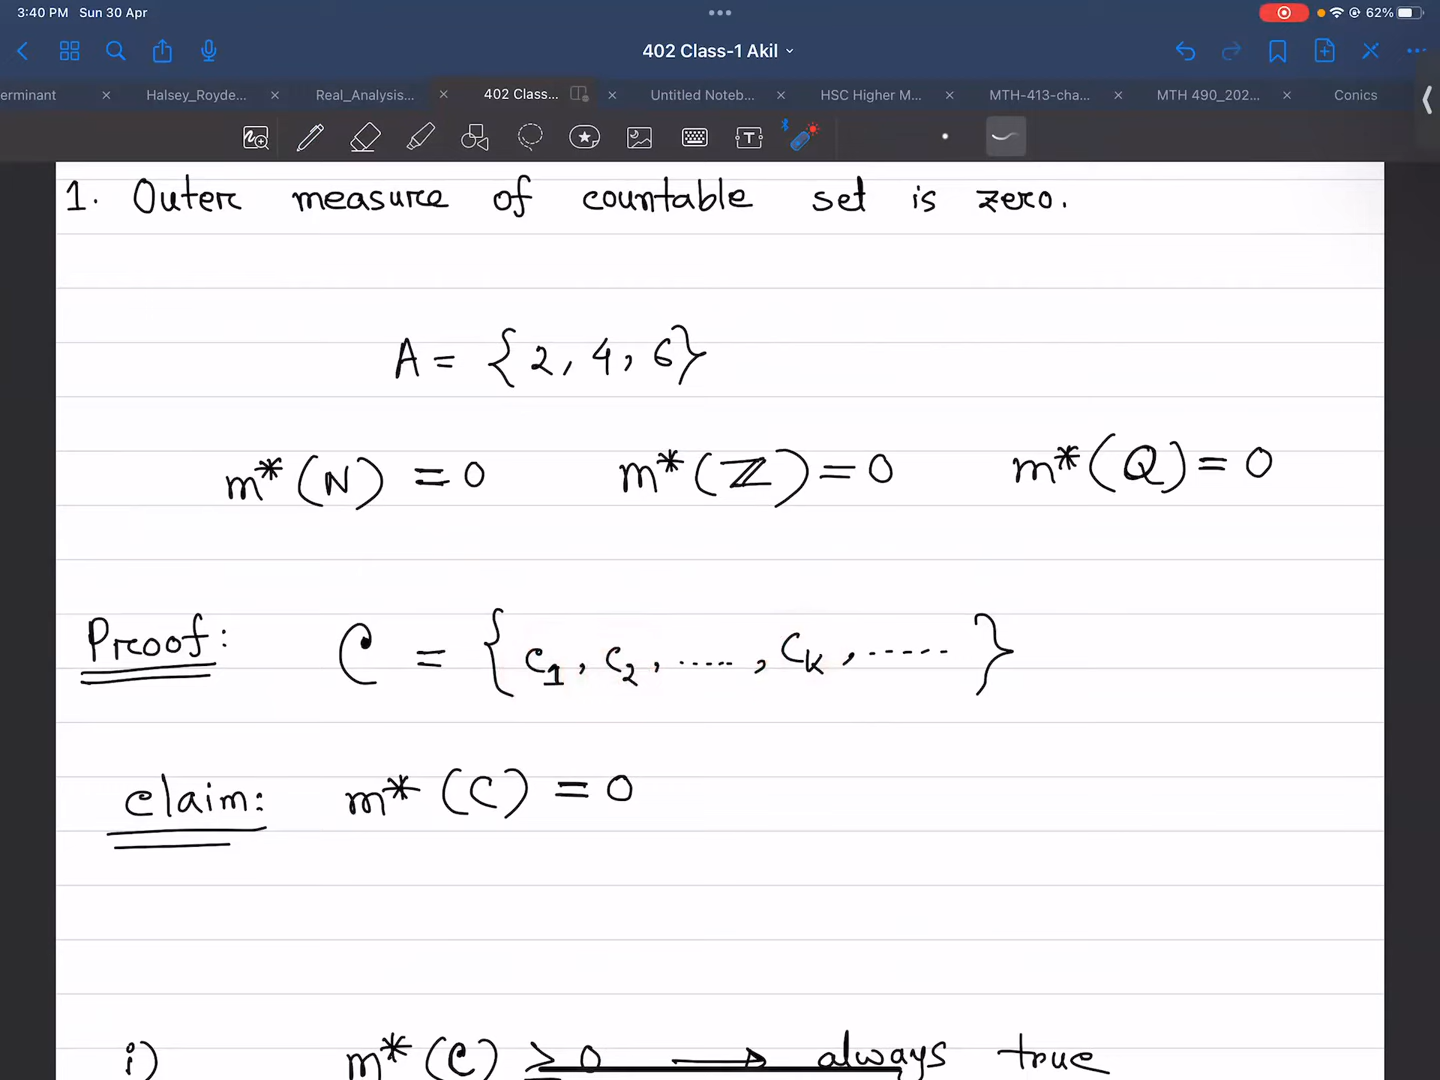 3:40 PM Sun 30 Apr
62%
402 Class-1 Akil
erminant
Halsey_Royde...
Real_Analysis...
402 Class...
Untitled Noteb...
HSC Higher M...
MTH-413-cha...
MTH 490_202...
Conics
1. Outer measure of countable set is zero.
A = {2, 4, 6}
m*(N) = 0 m*(ℤ) = 0 m*(Q) = 0
Proof: C = {c₁, c₂, ....., cₖ, ......}
claim: m*(C) = 0
i) m*(C) ≥ 0 → always true